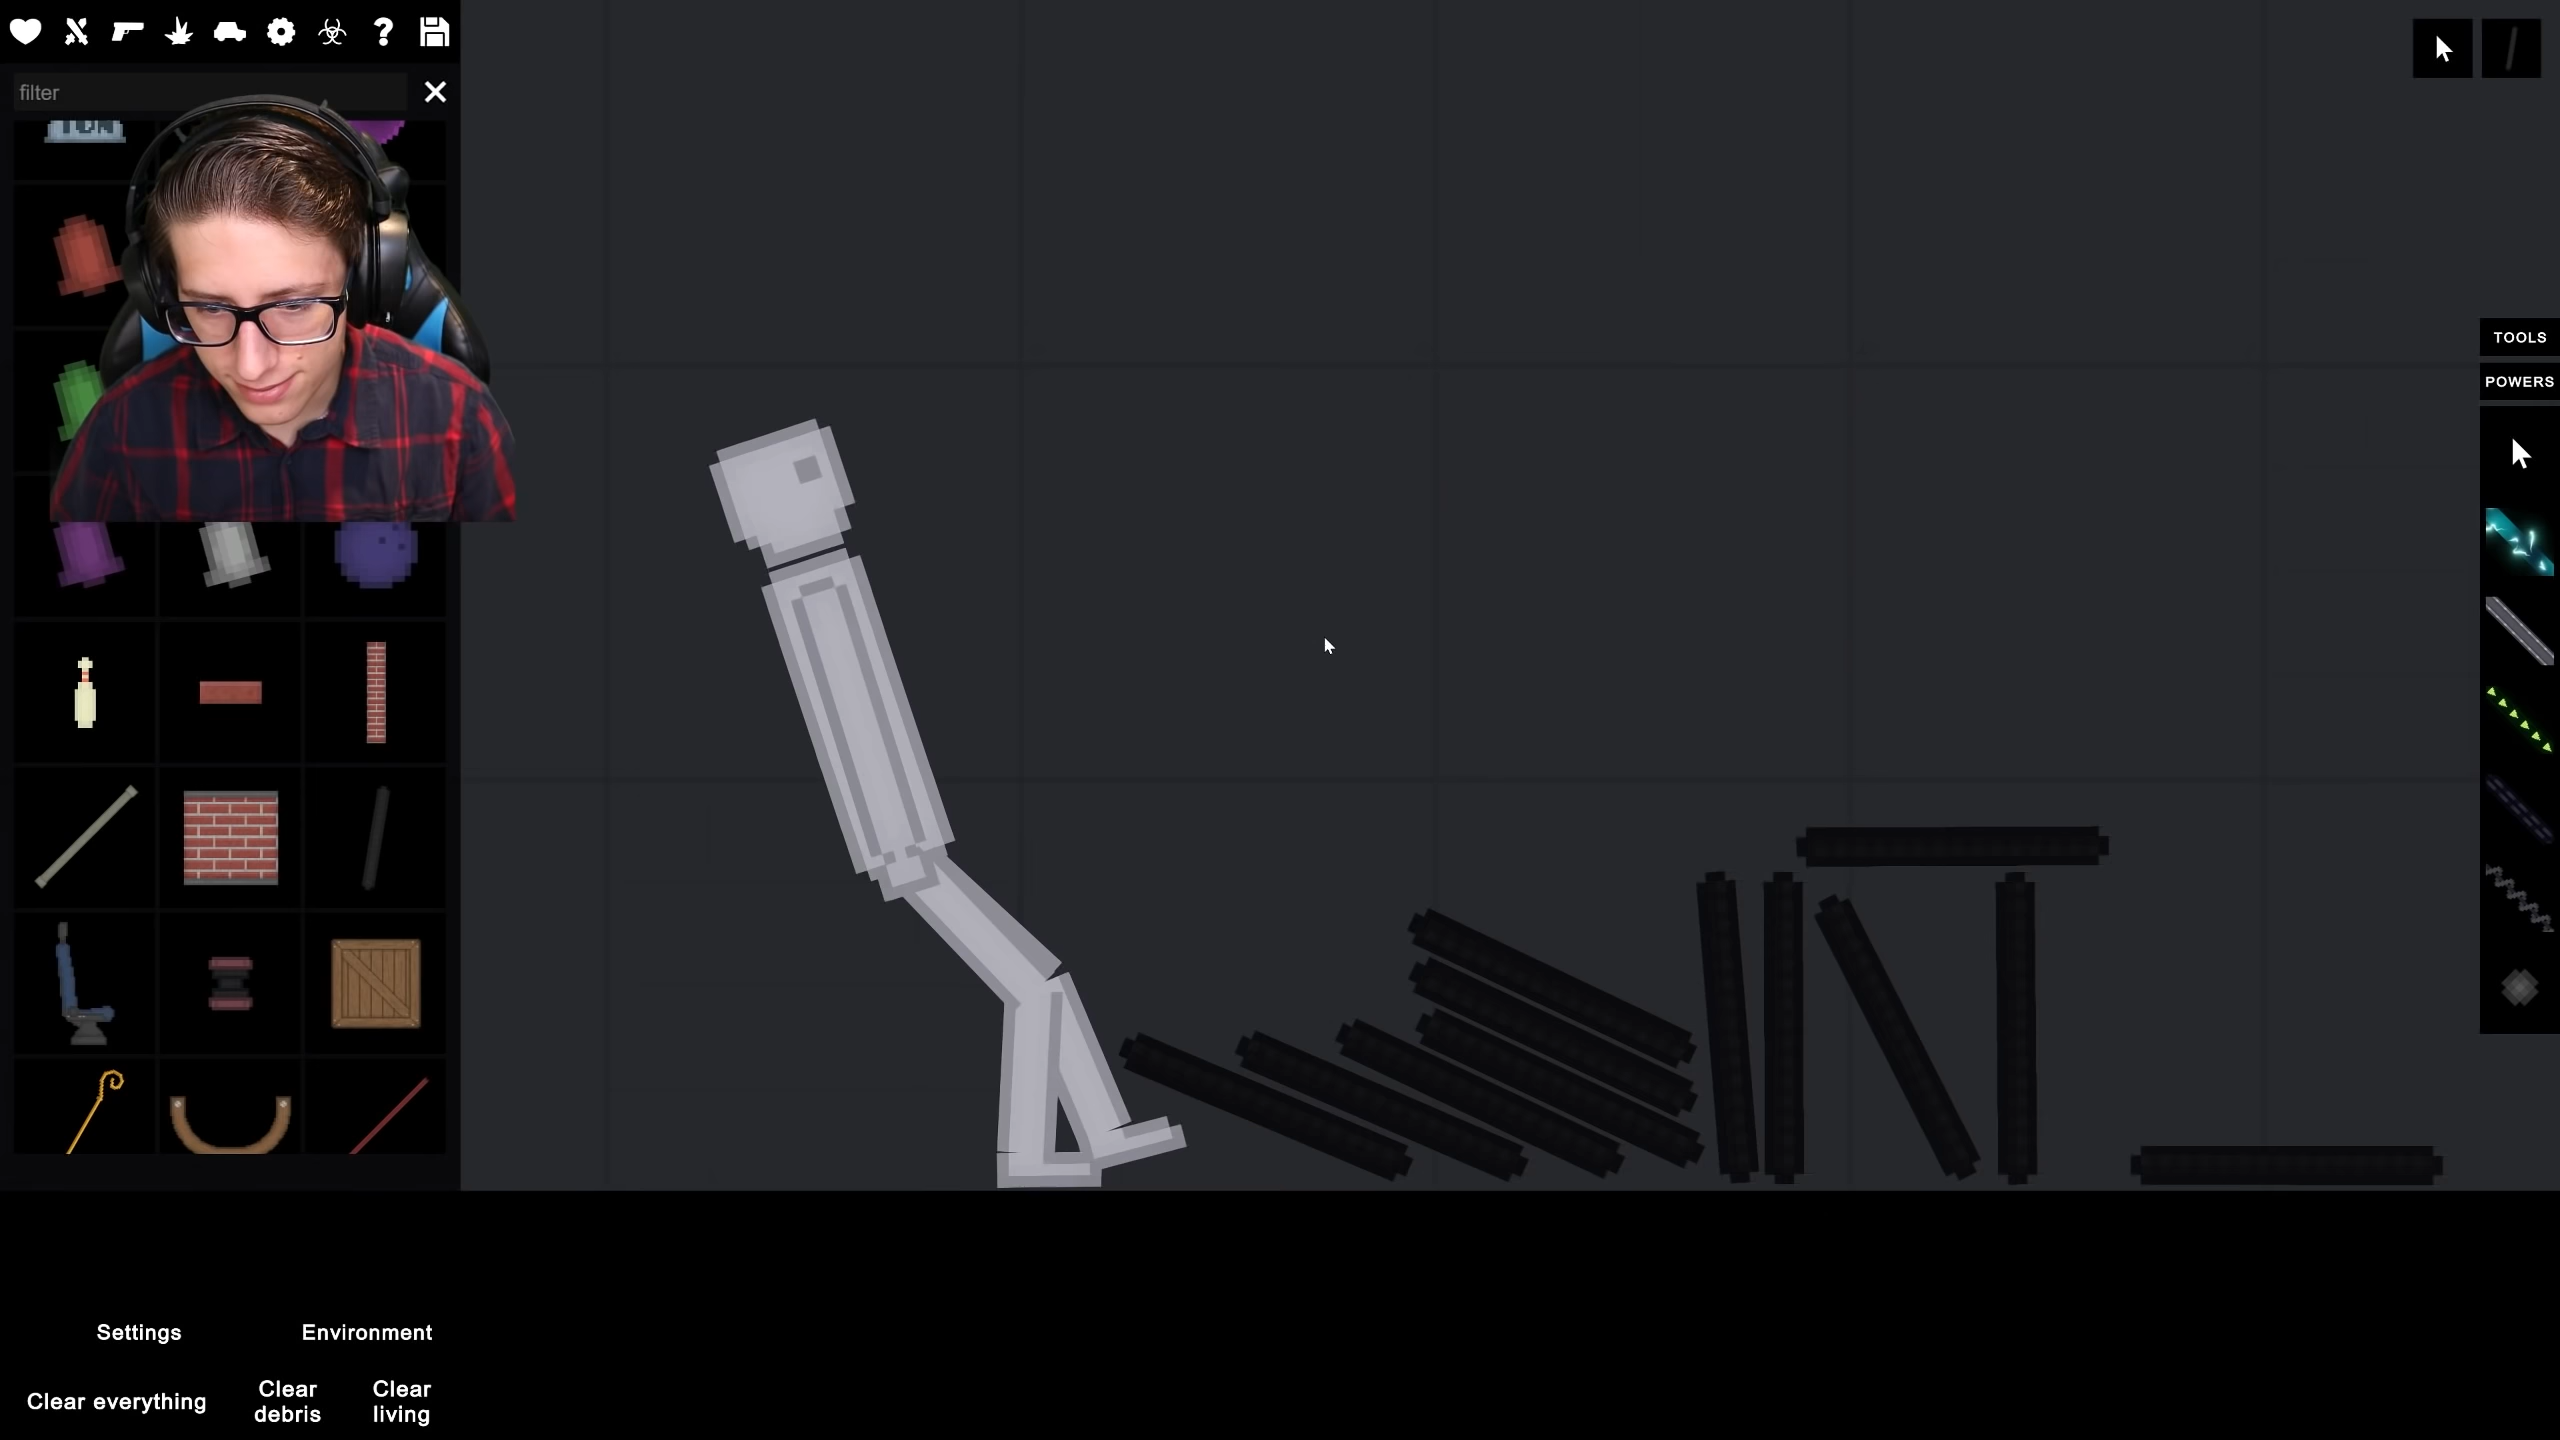 filter
TOOLS
POWERS
Settings
Environment
Clear everything
Clear
debris
Clear
living